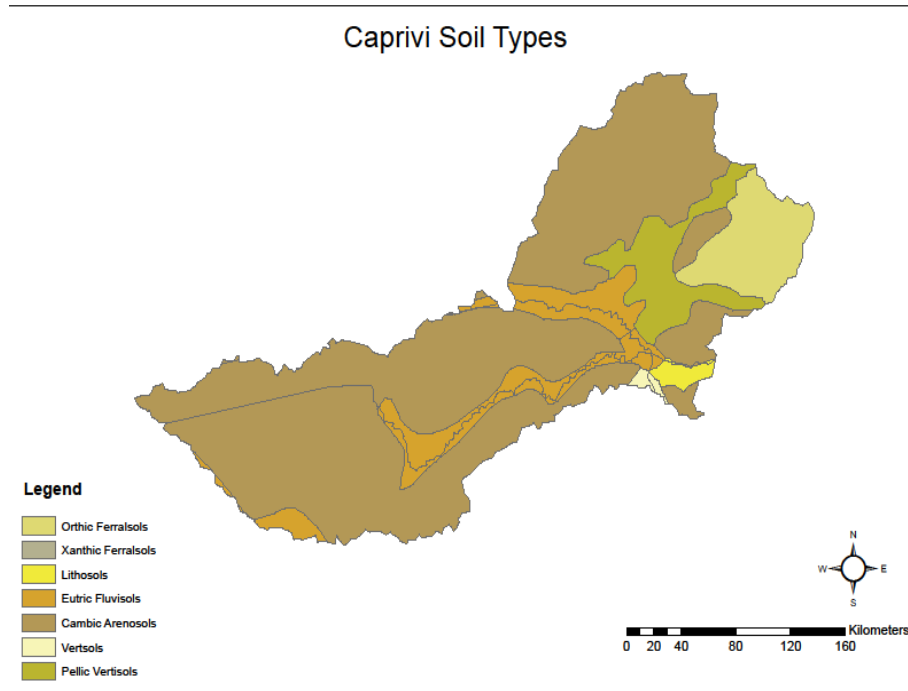 Caprivi Soil Types
Legend
Orthic Ferralsols
Xanthic Ferralsols
Lithosols
Eutric Fluvisols
Cambic Arenosols
Vertsols
Pellic Vertisols
N
W E
S
Kilometers
0 20 40 80 120 160